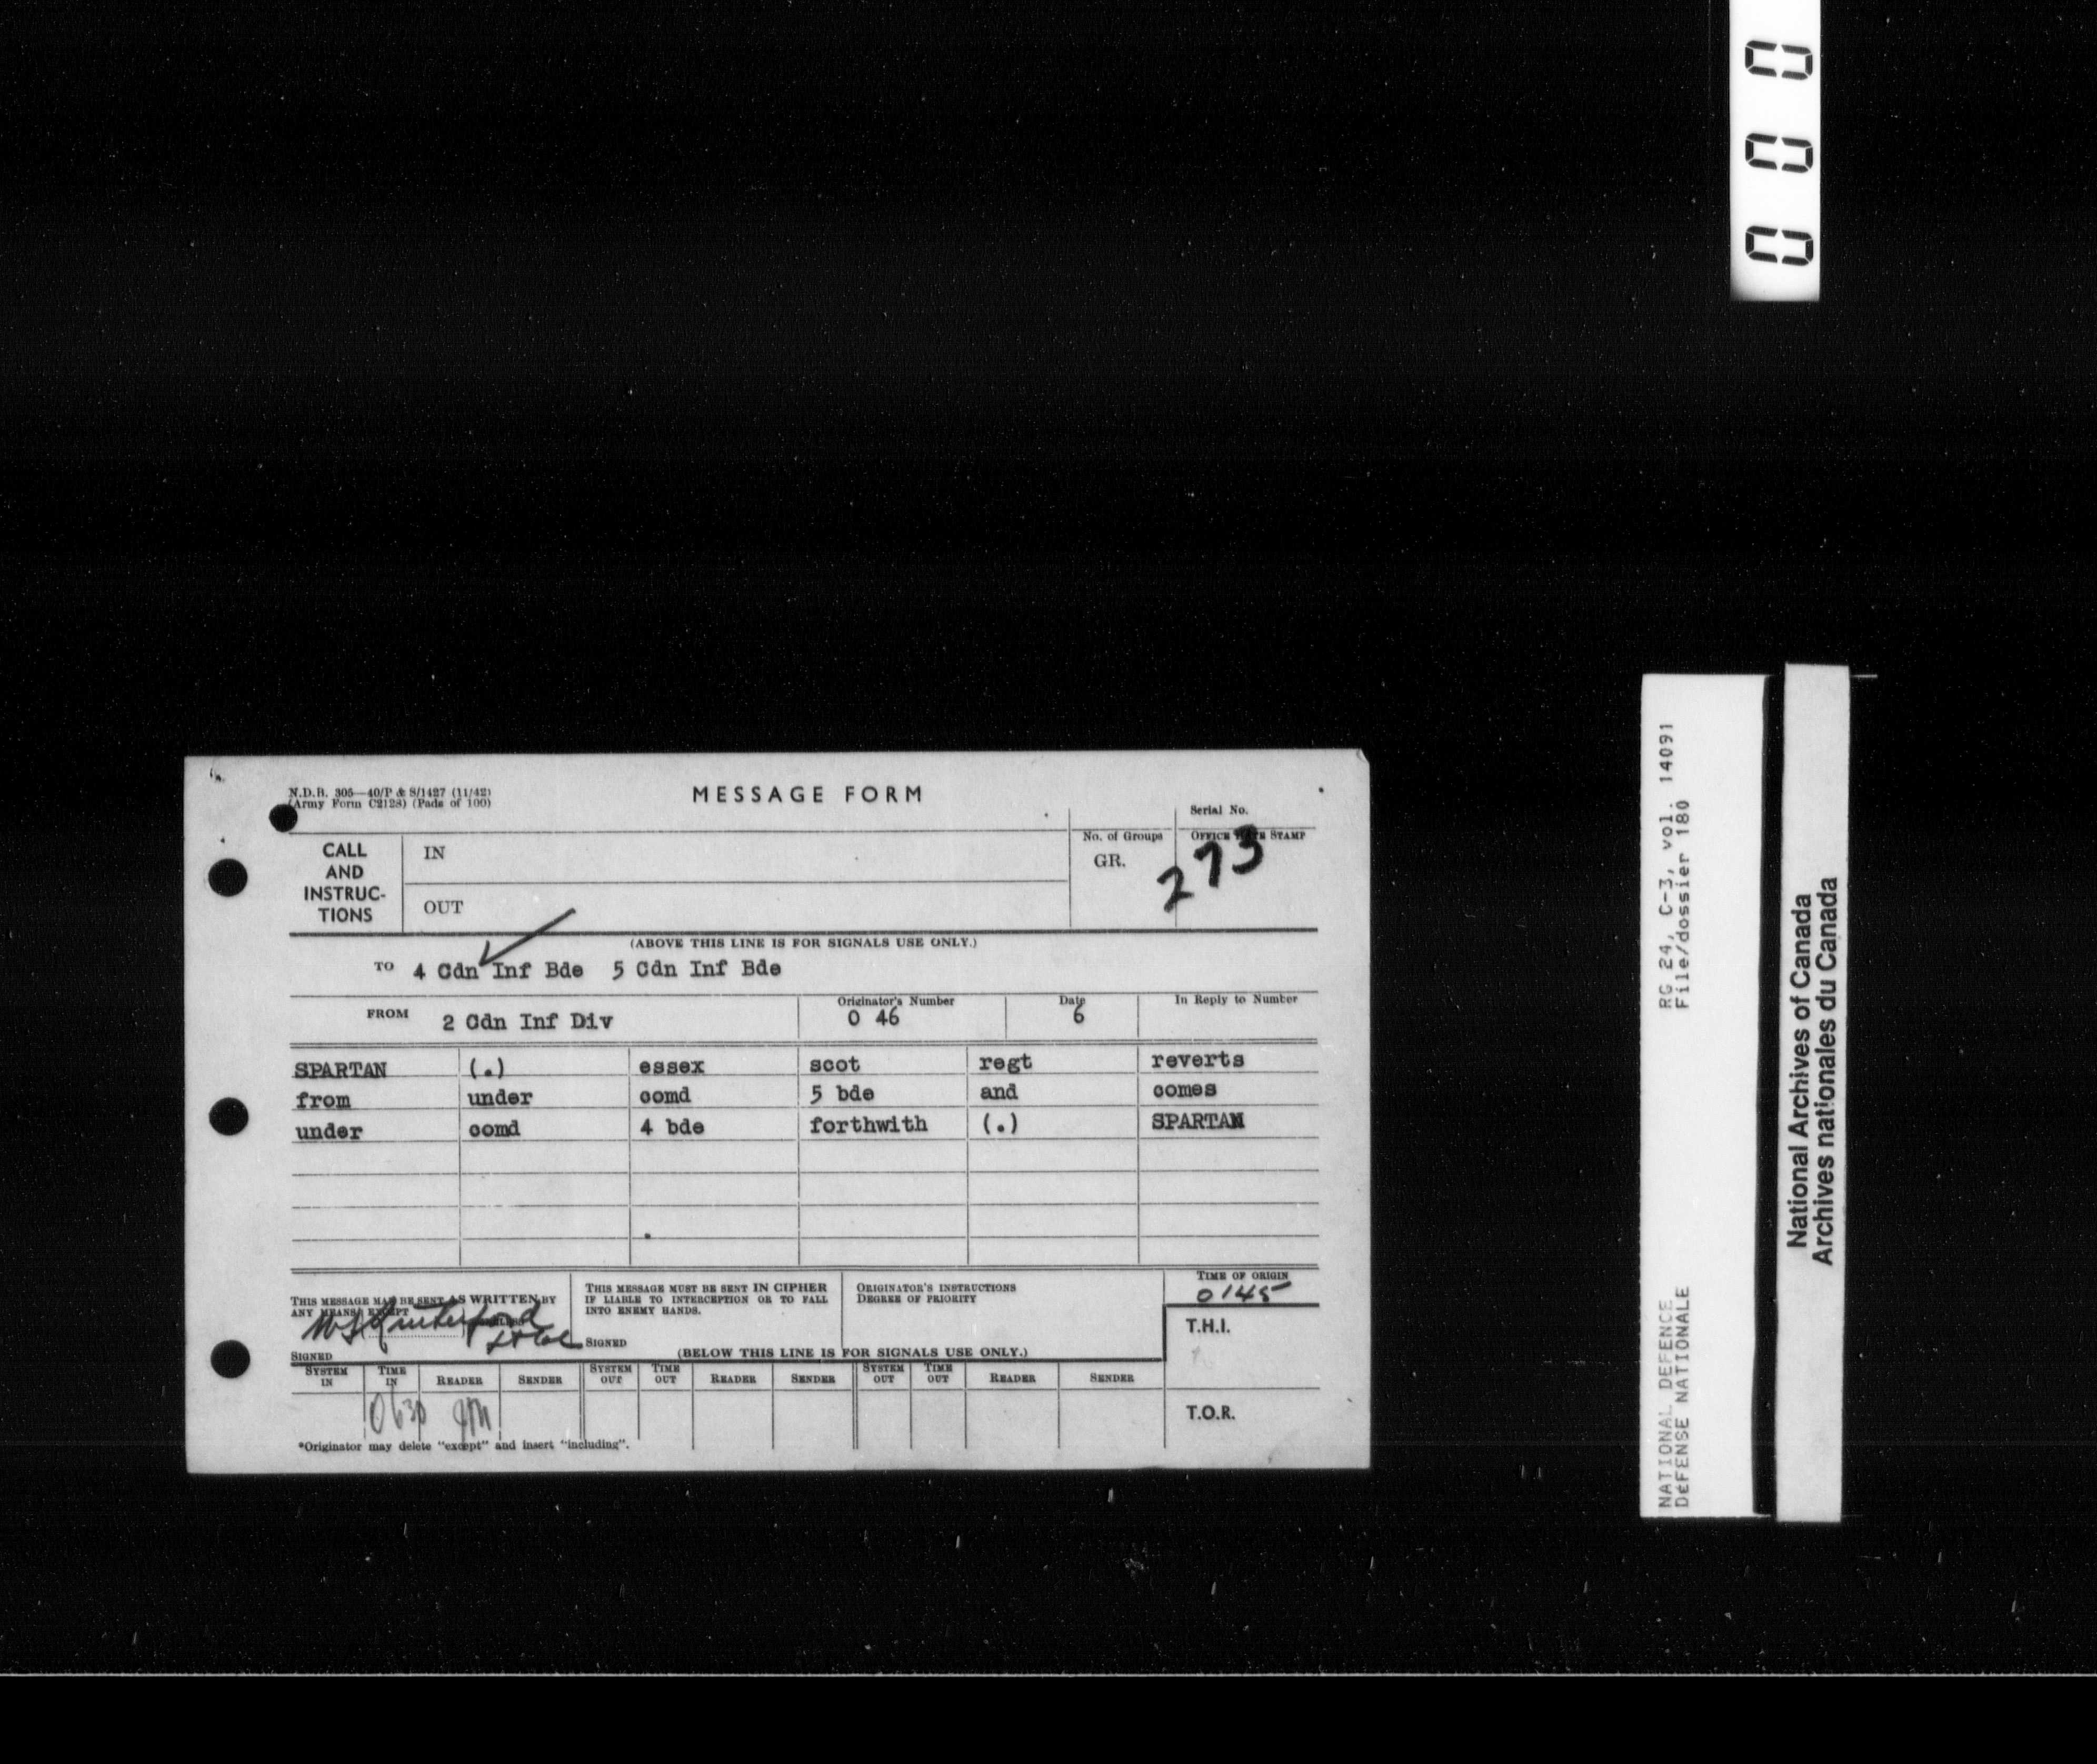 0 0 0
N.D.B. 305—40/P & S/1427 (11/42)
(Army Form C2128) (Pads of 100)
MESSAGE FORM
Serial No.
CALL AND INSTRUC-TIONS
IN
OUT
No. of Groups
GR.
OFFICE DATE STAMP
273
(ABOVE THIS LINE IS FOR SIGNALS USE ONLY.)
TO 4 Cdn Inf Bde 5 Cdn Inf Bde
FROM 2 Cdn Inf Div
Originator's Number
0 46
Date
6
In Reply to Number
SPARTAN (.) essex scot regt reverts
from under comd 5 bde and comes
under comd 4 bde forthwith (.) SPARTAN
THIS MESSAGE MAY BE SENT AS WRITTEN BY
ANY MEANS EXCEPT
SIGNED
THIS MESSAGE MUST BE SENT IN CIPHER
IF LIABLE TO INTERCEPTION OR TO FALL
INTO ENEMY HANDS.
SIGNED
ORIGINATOR'S INSTRUCTIONS
DEGREE OF PRIORITY
TIME OF ORIGIN
0145
T.H.I.
(BELOW THIS LINE IS FOR SIGNALS USE ONLY.)
SYSTEM IN TIME IN READER SENDER SYSTEM OUT TIME OUT READER SENDER SYSTEM OUT TIME OUT READER SENDER
0630
T.O.R.
*Originator may delete "except" and insert "including".
NATIONAL DEFENCE RG 24, C-3, vol. 14091
DÉFENSE NATIONALE File/dossier 180
National Archives of Canada
Archives nationales du Canada